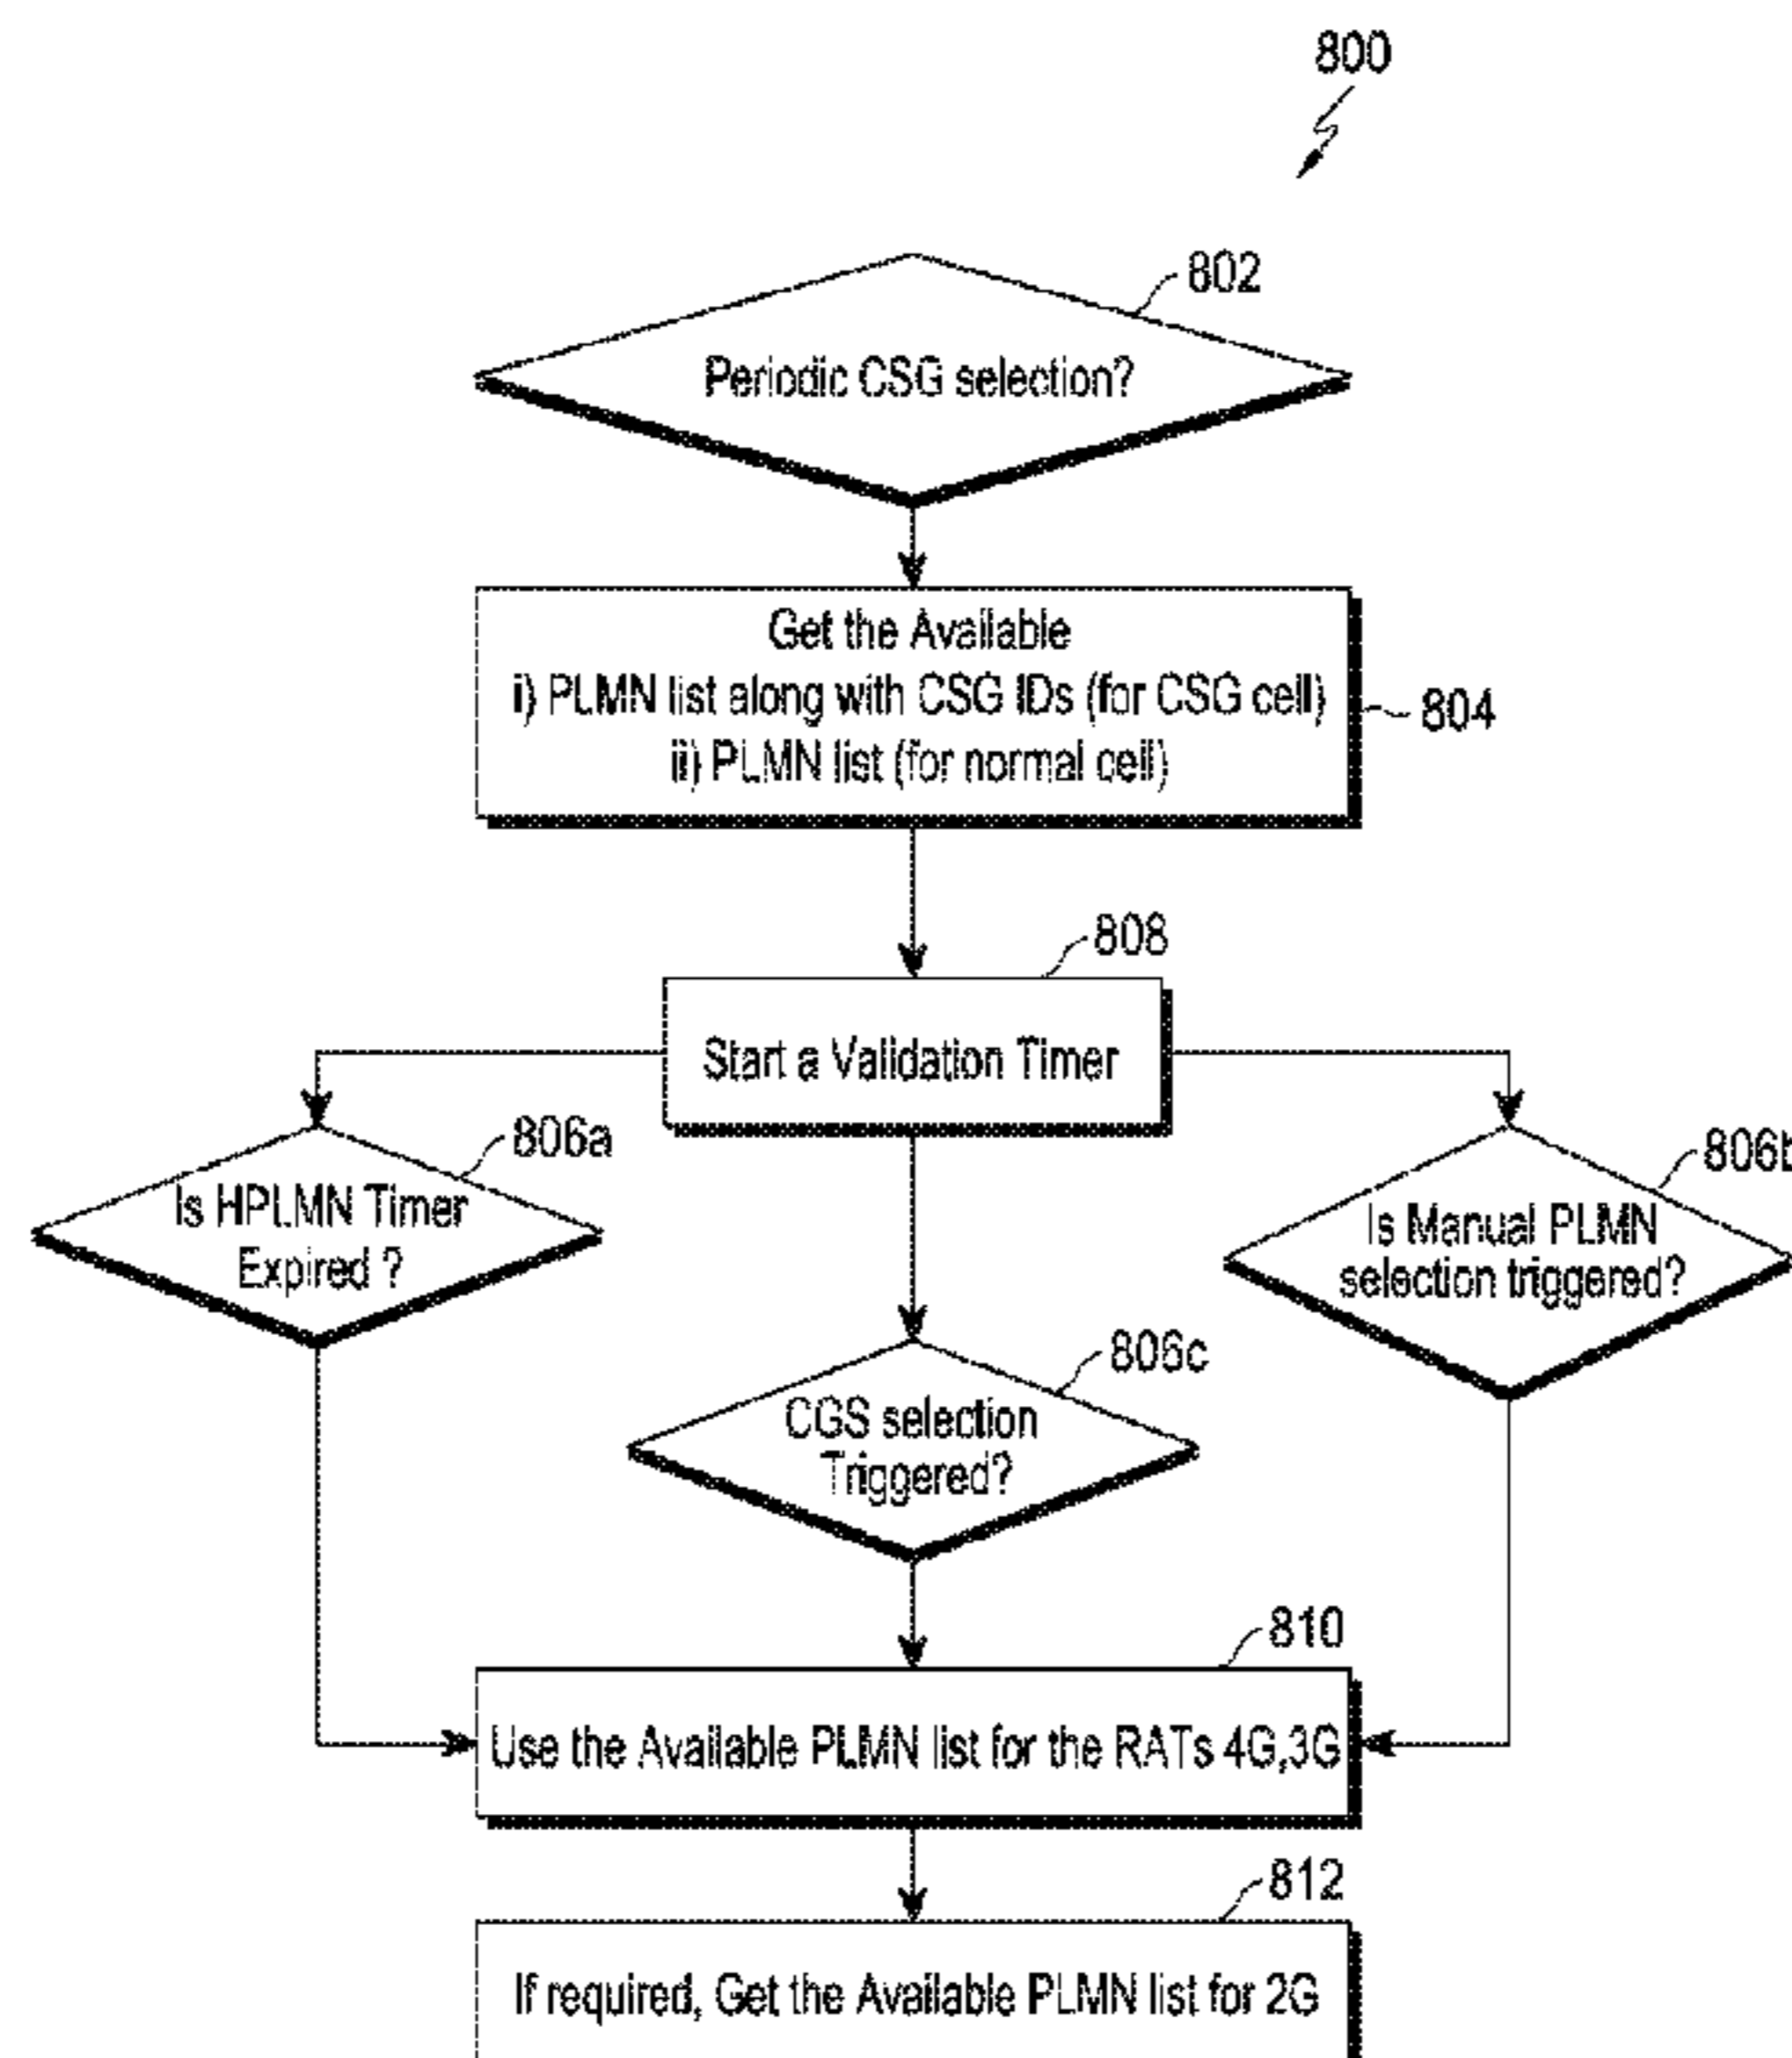 800
802
Periodic CSG selection?
Get the Available
i) PLMN list along with CSG IDs (for CSG cell)
ii) PLMN list (for normal cell)
804
808
Start a Validation Timer
806a
Is HPLMN Timer
Expired ?
806b
Is Manual PLMN
selection triggered?
806c
CGS selection
Triggered?
810
Use the Available PLMN list for the RATs 4G,3G
812
If required, Get the Available PLMN list for 2G